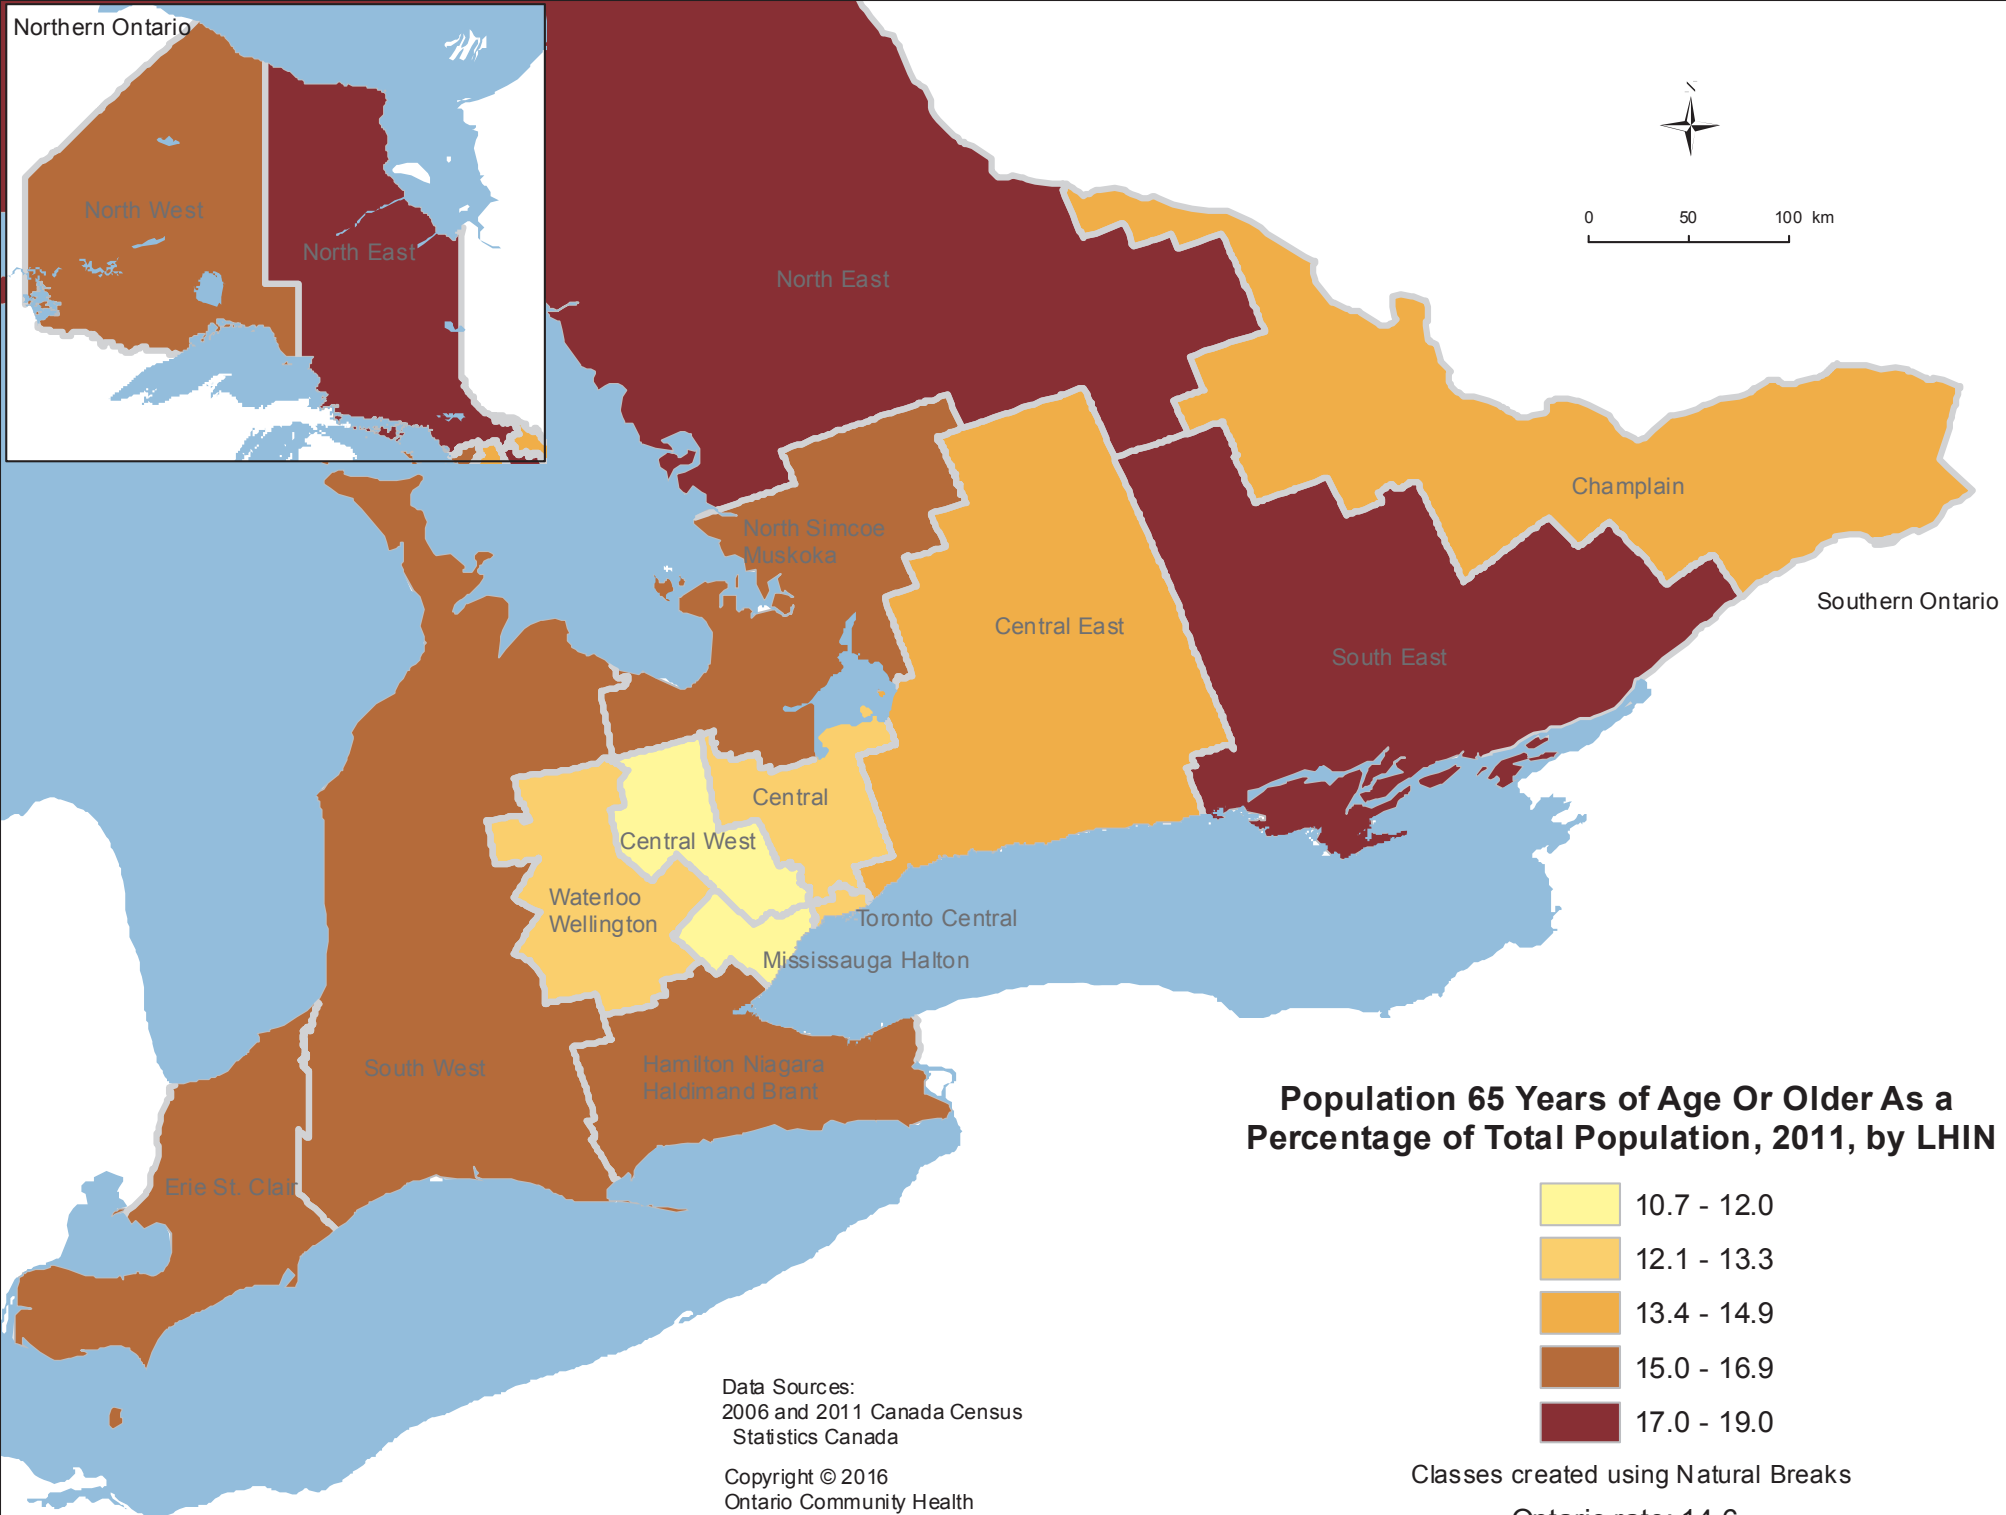 Northern Ontario
N
0 50 100 km
North West
North East
North East
Champlain
North Simcoe
Muskoka
Southern Ontario
Central East
South East
Central
Central West
Waterloo
Wellington
Toronto Central
Mississauga Halton
South West
Hamilton Niagara
Haldimand Brant
Erie St. Clair
Population 65 Years of Age Or Older As a
Percentage of Total Population, 2011, by LHIN
10.7 - 12.0
12.1 - 13.3
13.4 - 14.9
15.0 - 16.9
17.0 - 19.0
Classes created using Natural Breaks
Ontario rate: 14.6
Data Sources:
2006 and 2011 Canada Census
Statistics Canada
Copyright © 2016
Ontario Community Health